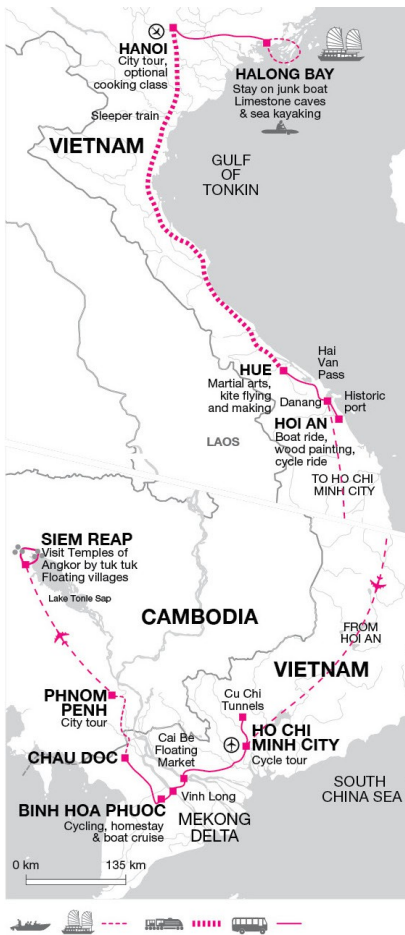 HANOI
City tour,
optional
cooking class
HALONG BAY
Stay on junk boat
Limestone caves
& sea kayaking
Sleeper train
VIETNAM
GULF
OF
TONKIN
HUE
Martial arts,
kite flying
and making
Hai
Van
Pass
Danang
Historic
port
HOI AN
Boat ride,
wood painting,
cycle ride
LAOS
TO HO CHI
MINH CITY
SIEM REAP
Visit Temples of
Angkor by tuk tuk
Floating villages
Lake Tonle Sap
CAMBODIA
FROM
HOI AN
VIETNAM
PHNOM
PENH
City tour
Cu Chi
Tunnels
Cai Bè
Floating
Market
HO CHI
MINH CITY
Cycle tour
CHAU DOC
Vinh Long
BINH HOA PHUOC
Cycling, homestay
& boat cruise
MEKONG
DELTA
SOUTH
CHINA SEA
0 km 135 km